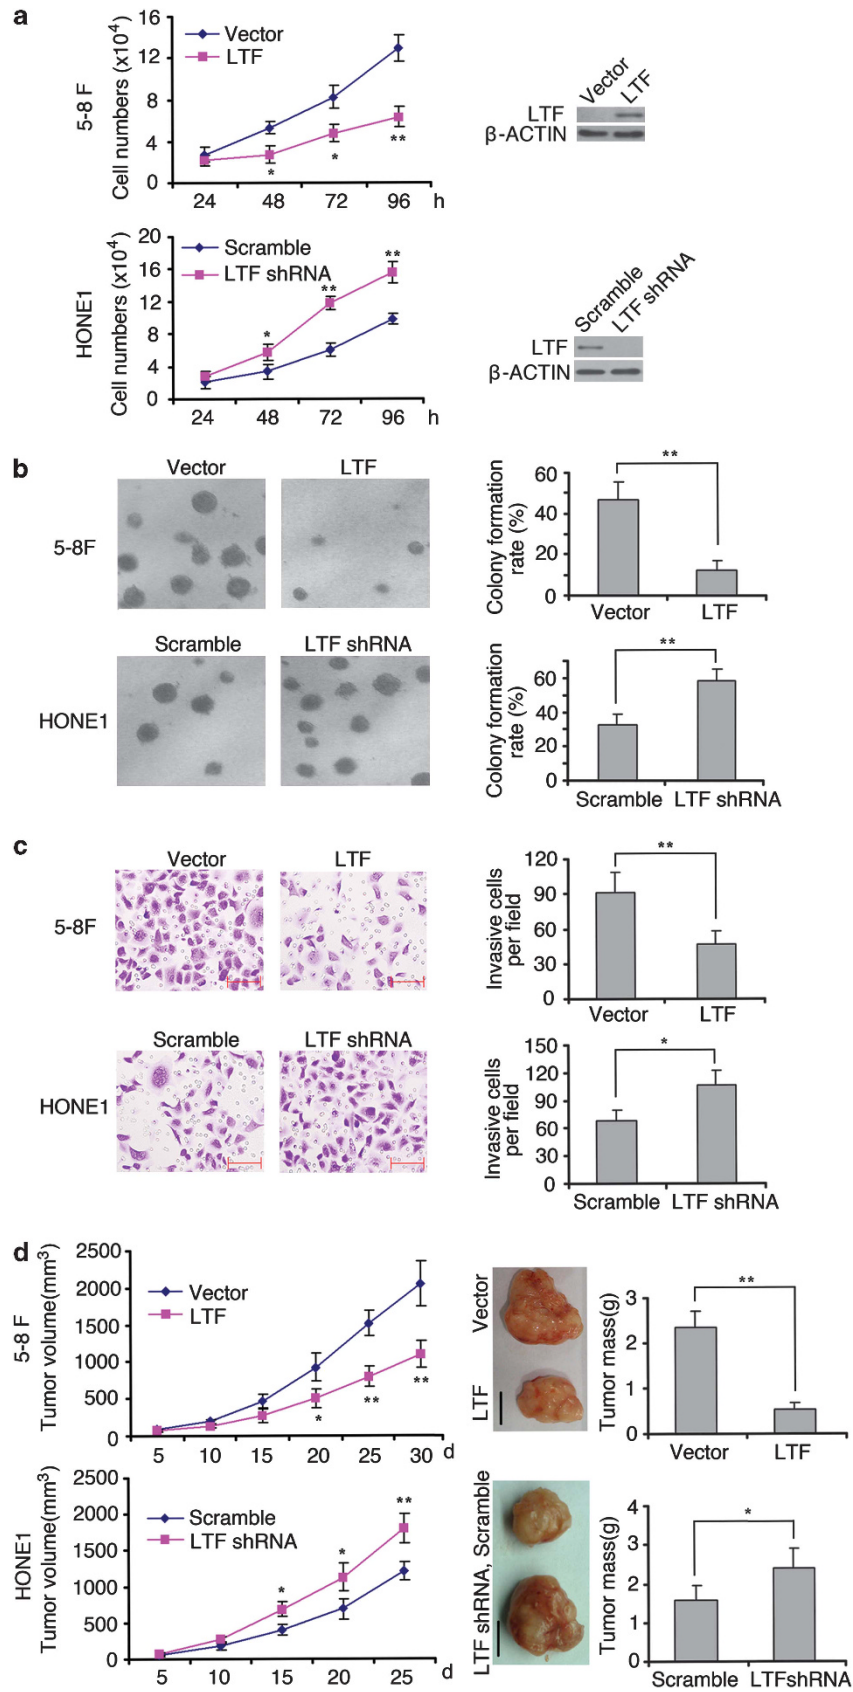 a
5-8 F
Cell numbers (x10⁴)
16
12
8
4
0
Vector
LTF
*
*
**
24 48 72 96 h
Vector
LTF
LTF
β-ACTIN
HONE1
Cell numbers (x10⁴)
20
16
12
8
4
0
Scramble
LTF shRNA
*
**
**
24 48 72 96 h
Scramble
LTF shRNA
LTF
β-ACTIN
b
Vector LTF
5-8F
Colony formation
rate (%)
60
40
20
0
**
Vector LTF
Scramble LTF shRNA
HONE1
Colony formation
rate (%)
60
40
20
0
**
Scramble LTF shRNA
c
Vector LTF
5-8F
Invasive cells
per field
120
90
60
30
0
**
Vector LTF
Scramble LTF shRNA
HONE1
Invasive cells
per field
150
120
90
60
30
0
*
Scramble LTF shRNA
d
5-8 F
Tumor volume(mm³)
2500
2000
1500
1000
500
0
Vector
LTF
*
**
**
5 10 15 20 25 30 d
Vector
LTF
Tumor mass(g)
3
2
1
0
**
Vector LTF
HONE1
Tumor volume(mm³)
2500
2000
1500
1000
500
0
Scramble
LTF shRNA
*
*
**
5 10 15 20 25 d
LTF shRNA, Scramble
Tumor mass(g)
4
3
2
1
0
*
Scramble LTFshRNA